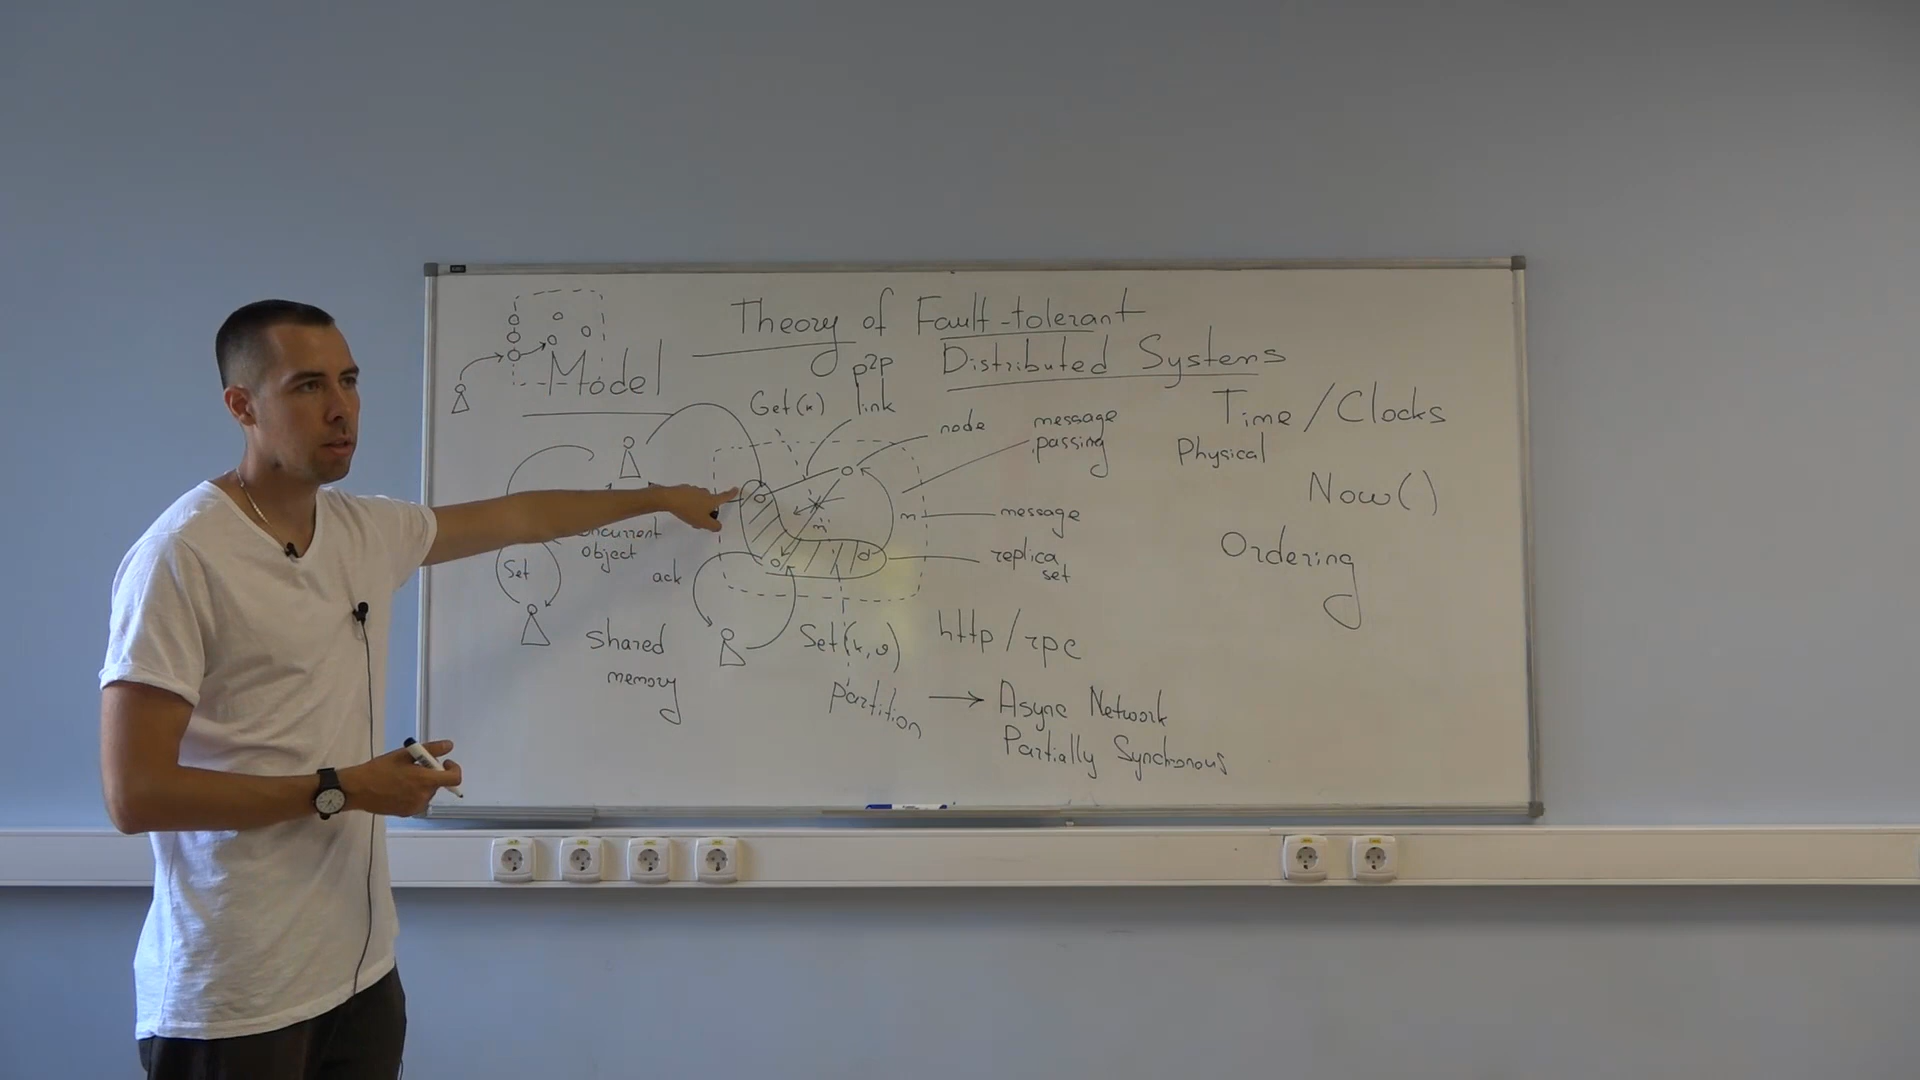 Theory of Fault-tolerant
Distributed Systems
Model
p2p
link
Get(k)
node
message
passing
Time/Clocks
Physical
Now()
Ordering
m
message
m'
replica
set
object
Set
ack
shared
memory
Set(k,v)
http/rpc
partition → Async Network
Partially Synchronous